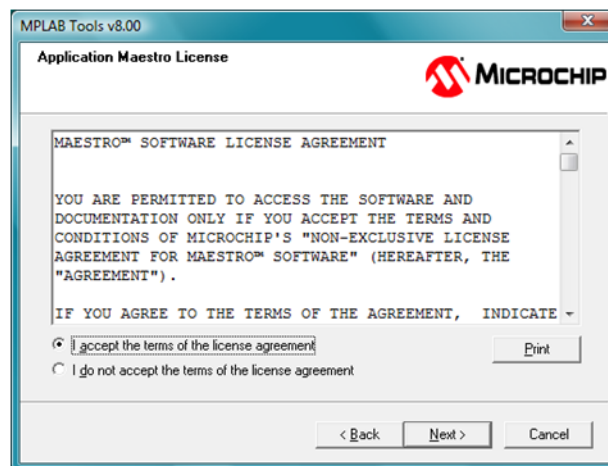 MPLAB Tools v8.00
Application Maestro License
MICROCHIP
MAESTRO™ SOFTWARE LICENSE AGREEMENT
YOU ARE PERMITTED TO ACCESS THE SOFTWARE AND
DOCUMENTATION ONLY IF YOU ACCEPT THE TERMS AND
CONDITIONS OF MICROCHIP'S "NON-EXCLUSIVE LICENSE
AGREEMENT FOR MAESTRO™ SOFTWARE" (HEREAFTER, THE
"AGREEMENT").
IF YOU AGREE TO THE TERMS OF THE AGREEMENT, INDICATE
I accept the terms of the license agreement
Print
I do not accept the terms of the license agreement
< Back Next > Cancel